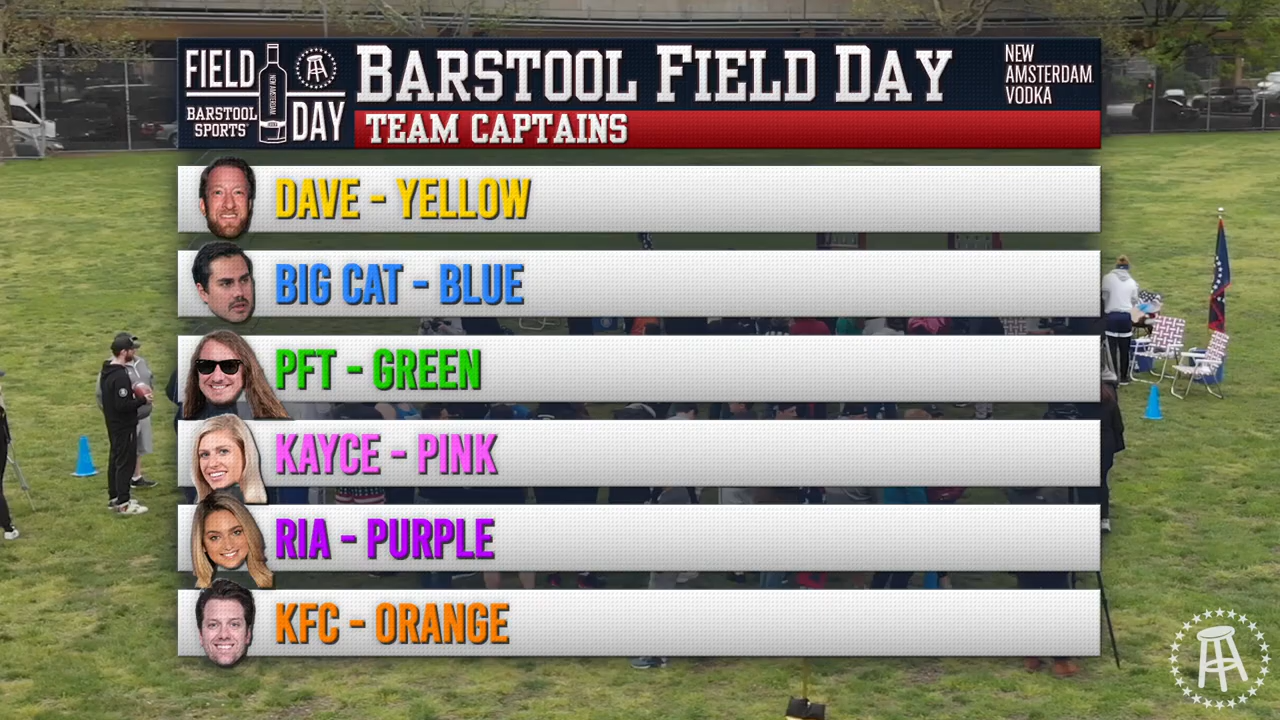 FIELD
BARSTOOL
SPORTS
DAY
NEW AMSTERDAM
VODKA
BARSTOOL FIELD DAY
NEW
AMSTERDAM
VODKA
TEAM CAPTAINS
DAVE - YELLOW
BIG CAT - BLUE
PFT - GREEN
KAYCE - PINK
RIA - PURPLE
KFC - ORANGE